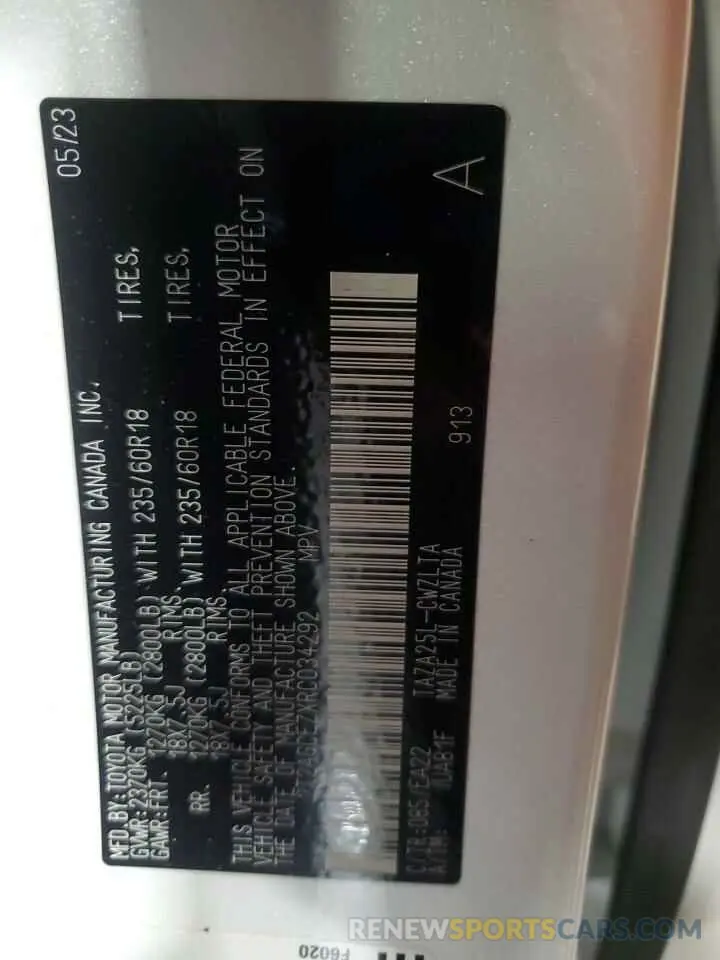 MFD.BY:TOYOTA MOTOR MANUFACTURING CANADA INC. 05/23
GVWR:2370KG (5225LB)
GAWR:FRT. 1270KG (2800LB) WITH 235/60R18 TIRES,
18X7.5J RIMS.
RR. 1270KG (2800LB) WITH 235/60R18 TIRES,
18X7.5J RIMS.
THIS VEHICLE CONFORMS TO ALL APPLICABLE FEDERAL MOTOR
VEHICLE SAFETY AND THEFT PREVENTION STANDARDS IN EFFECT ON
THE DATE OF MANUFACTURE SHOWN ABOVE.
MPV
A
913
TAZA25L-CWZLTA
MADE IN CANADA
F6020
RENEWSPORTSCARS.COM